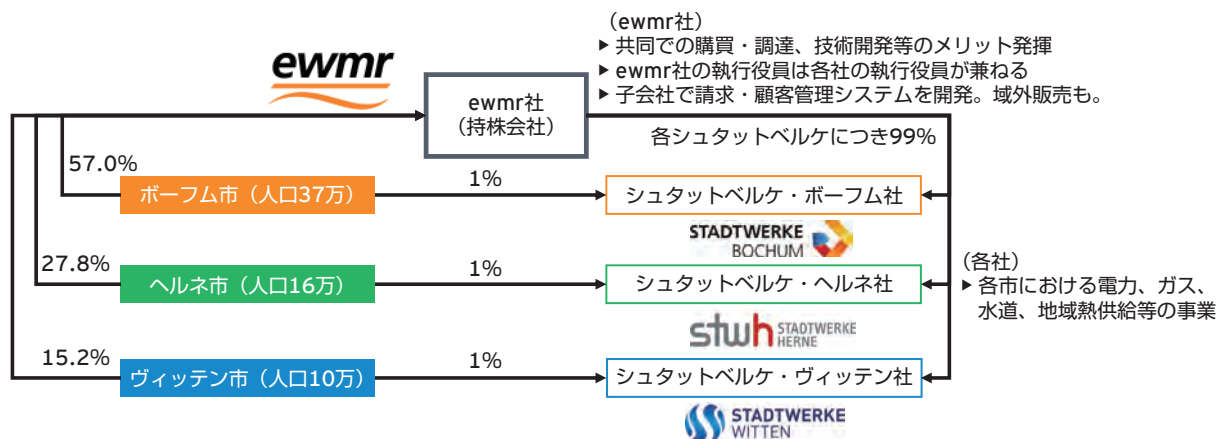 （ewmr社）
▶ 共同での購買・調達、技術開発等のメリット発揮
▶ ewmr社の執行役員は各社の執行役員が兼ねる
▶ 子会社で請求・顧客管理システムを開発。域外販売も。
ewmr
ewmr社
（持株会社）
各シュタットベルケにつき99%
57.0%
ボーフム市（人口37万）
1%
シュタットベルケ・ボーフム社
STADTWERKE
BOCHUM
27.8%
ヘルネ市（人口16万）
1%
シュタットベルケ・ヘルネ社
（各社）
▶ 各市における電力、ガス、
水道、地域熱供給等の事業
stwh STADTWERKE
HERNE
15.2%
ヴィッテン市（人口10万）
1%
シュタットベルケ・ヴィッテン社
STADTWERKE
WITTEN